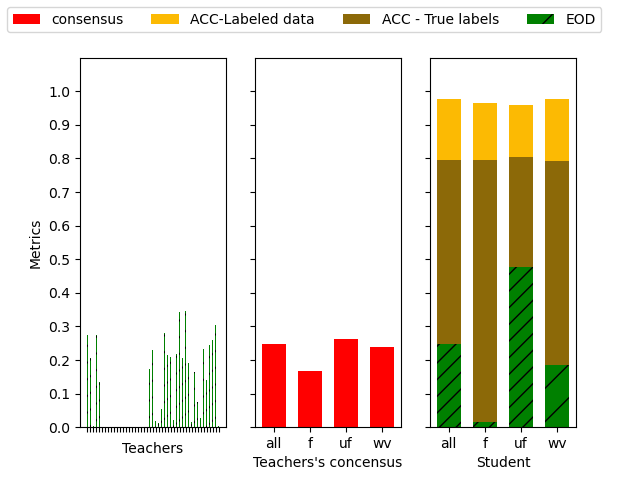 consensus ACC-Labeled data ACC - True labels EOD
Metrics
1.0
0.9
0.8
0.7
0.6
0.5
0.4
0.3
0.2
0.1
0.0
all f uf wv all f uf wv
Teachers Teachers's concensus Student